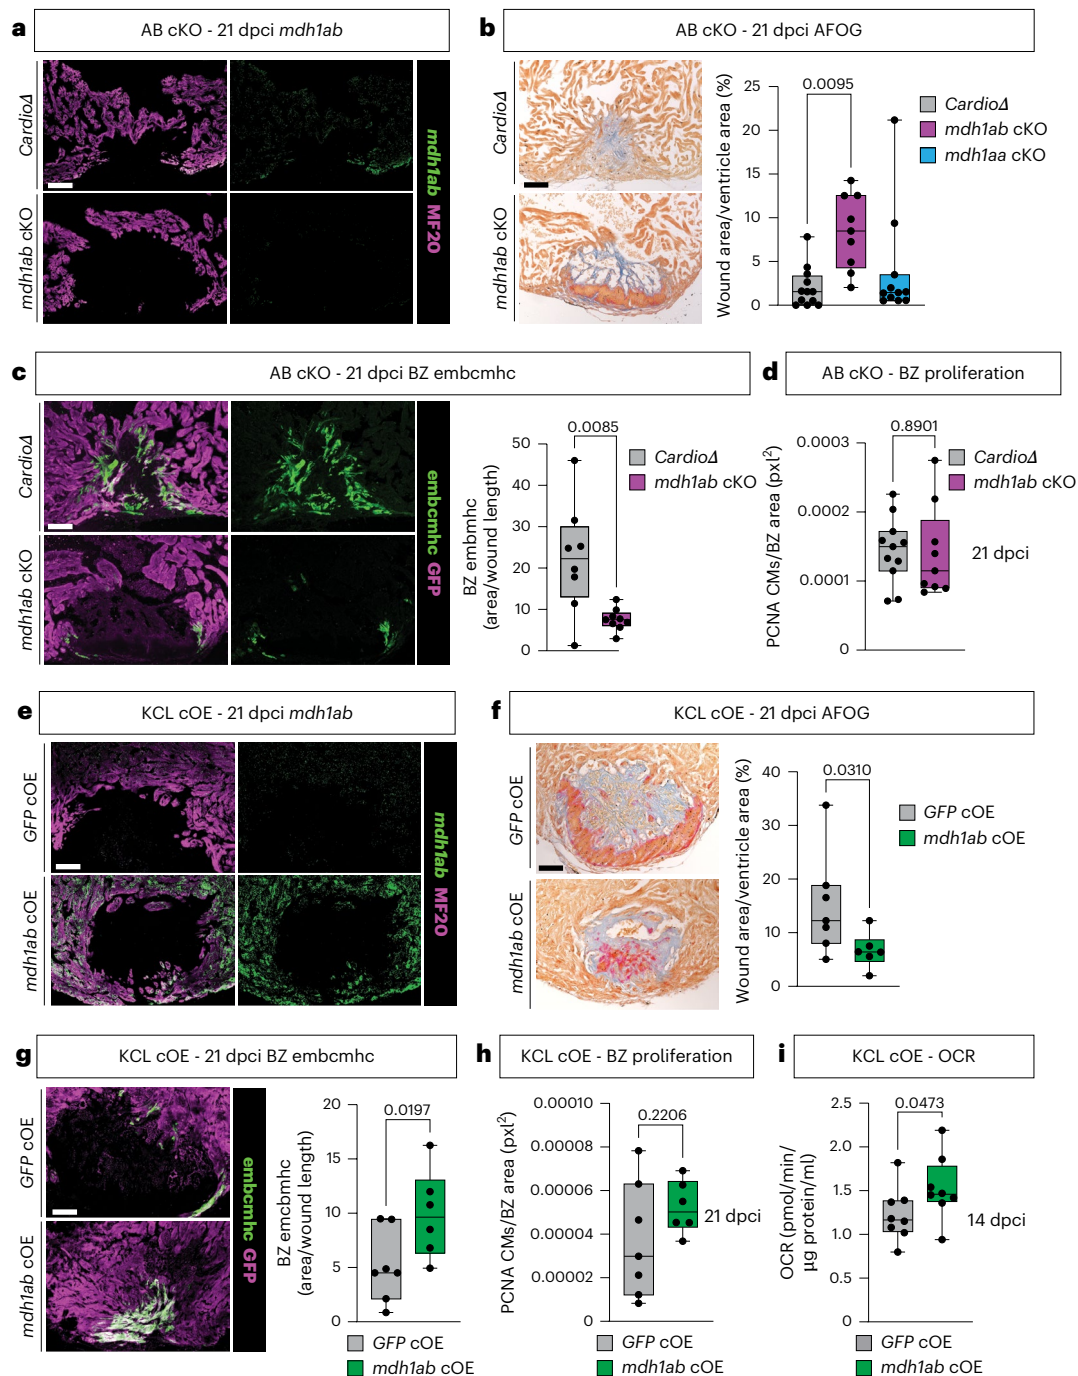 a
AB cKO - 21 dpci mdh1ab
CardioΔ
mdh1ab cKO
mdh1ab MF20
b
AB cKO - 21 dpci AFOG
CardioΔ
mdh1ab cKO
Wound area/ventricle area (%)
25
20
15
10
5
0
0.0095
CardioΔ
mdh1ab cKO
mdh1aa cKO
c
AB cKO - 21 dpci BZ embcmhc
CardioΔ
mdh1ab cKO
embcmhc GFP
BZ embmhc
(area/wound length)
50
40
30
20
10
0
0.0085
CardioΔ
mdh1ab cKO
d
AB cKO - BZ proliferation
PCNA CMs/BZ area (pxl²)
0.0003
0.0002
0.0001
0
0.8901
CardioΔ
mdh1ab cKO
21 dpci
e
KCL cOE - 21 dpci mdh1ab
GFP cOE
mdh1ab cOE
mdh1ab MF20
f
KCL cOE - 21 dpci AFOG
GFP cOE
mdh1ab cOE
Wound area/ventricle area (%)
40
30
20
10
0
0.0310
GFP cOE
mdh1ab cOE
g
KCL cOE - 21 dpci BZ embcmhc
GFP cOE
mdh1ab cOE
embcmhc GFP
BZ emcbmhc
(area/wound length)
20
15
10
5
0
0.0197
GFP cOE
mdh1ab cOE
h
KCL cOE - BZ proliferation
PCNA CMs/BZ area (pxl²)
0.00010
0.00008
0.00006
0.00004
0.00002
0
0.2206
21 dpci
GFP cOE
mdh1ab cOE
i
KCL cOE - OCR
OCR (pmol/min/
µg protein/ml)
2.5
2.0
1.5
1.0
0.5
0
0.0473
14 dpci
GFP cOE
mdh1ab cOE